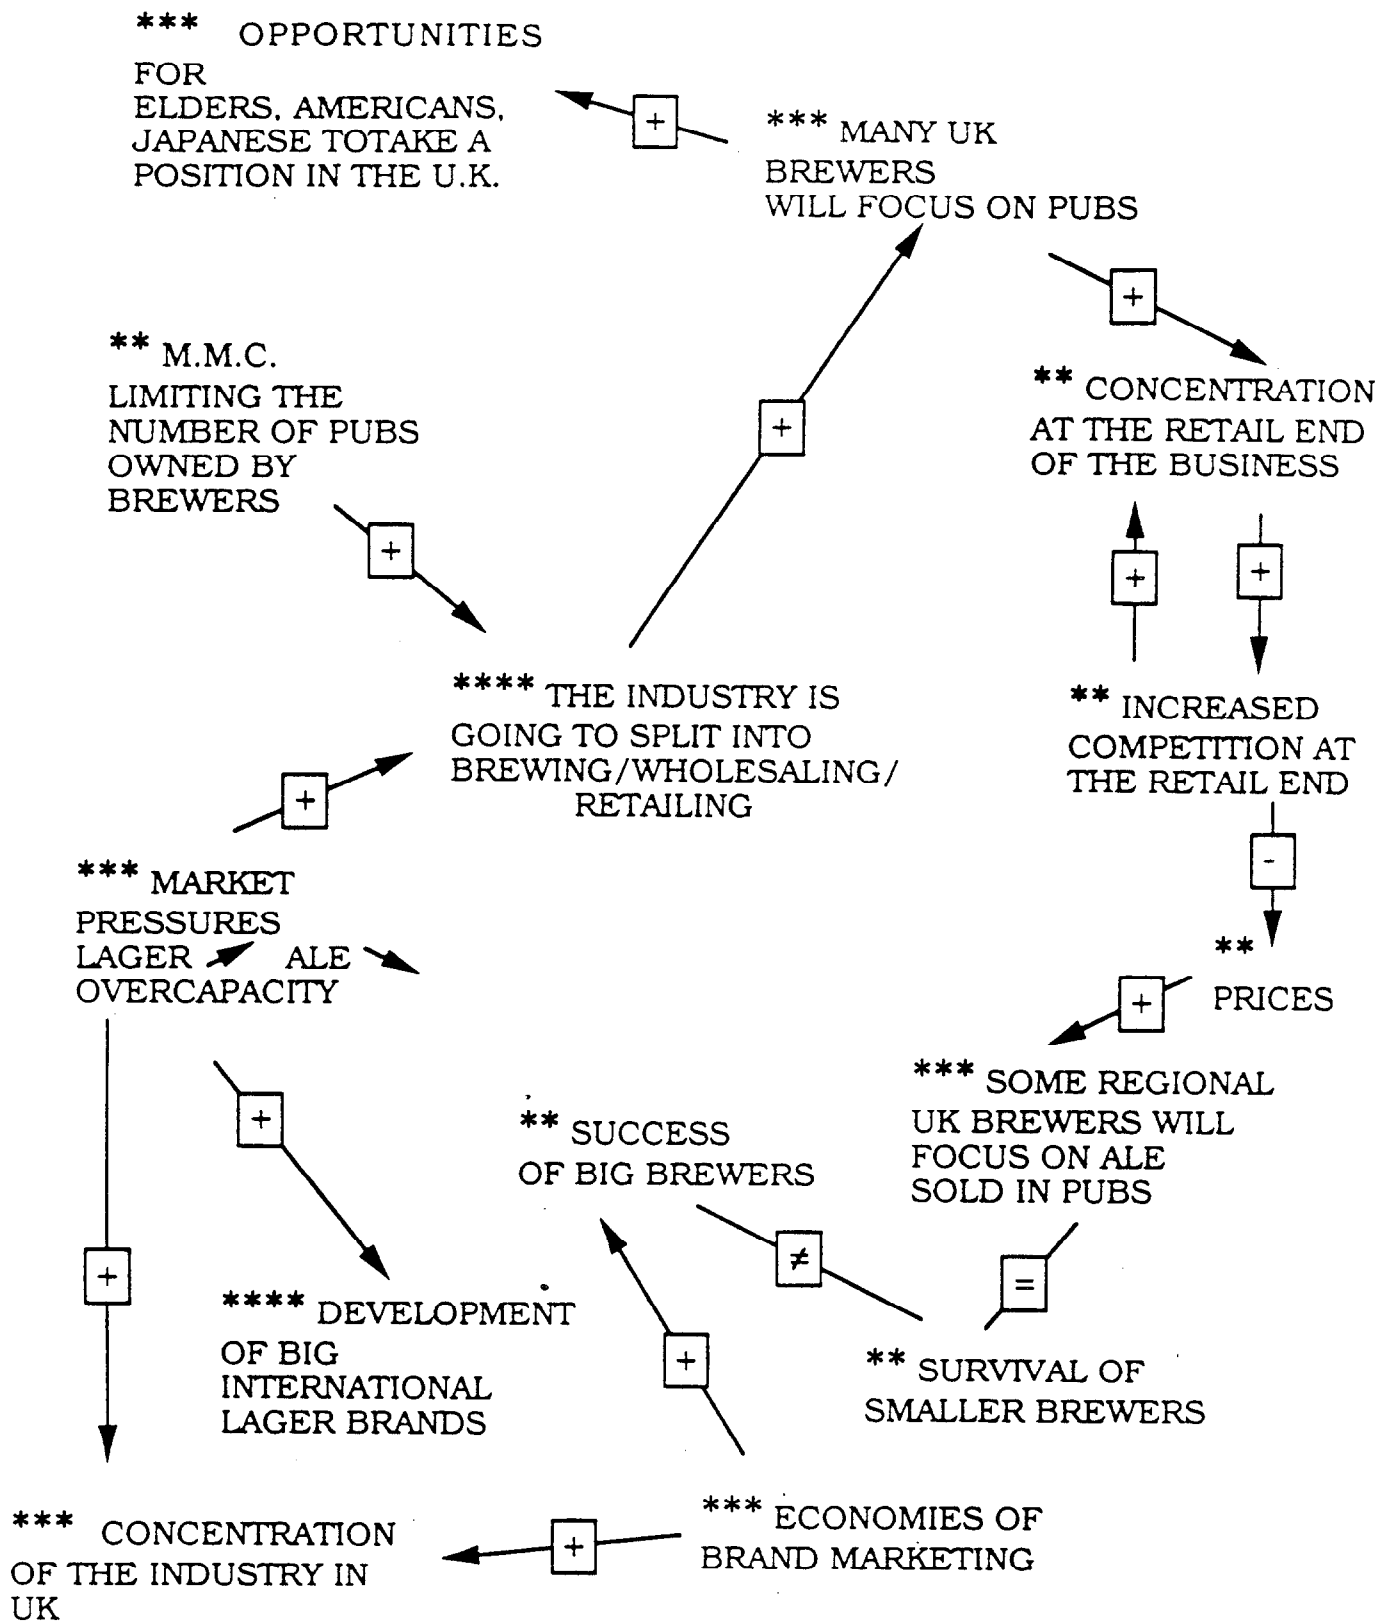 *** OPPORTUNITIES
FOR
ELDERS, AMERICANS,
JAPANESE TOTAKE A
POSITION IN THE U.K.
+
*** MANY UK
BREWERS
WILL FOCUS ON PUBS
+
** M.M.C.
LIMITING THE
NUMBER OF PUBS
OWNED BY
BREWERS
+
+
** CONCENTRATION
AT THE RETAIL END
OF THE BUSINESS
+
+
**** THE INDUSTRY IS
GOING TO SPLIT INTO
BREWING/WHOLESALING/
RETAILING
** INCREASED
COMPETITION AT
THE RETAIL END
+
-
*** MARKET
PRESSURES
LAGER ALE
OVERCAPACITY
**
PRICES
+
*** SOME REGIONAL
UK BREWERS WILL
FOCUS ON ALE
SOLD IN PUBS
+
** SUCCESS
OF BIG BREWERS
≠
=
+
**** DEVELOPMENT
OF BIG
INTERNATIONAL
LAGER BRANDS
+
** SURVIVAL OF
SMALLER BREWERS
*** CONCENTRATION
OF THE INDUSTRY IN
UK
+
*** ECONOMIES OF
BRAND MARKETING